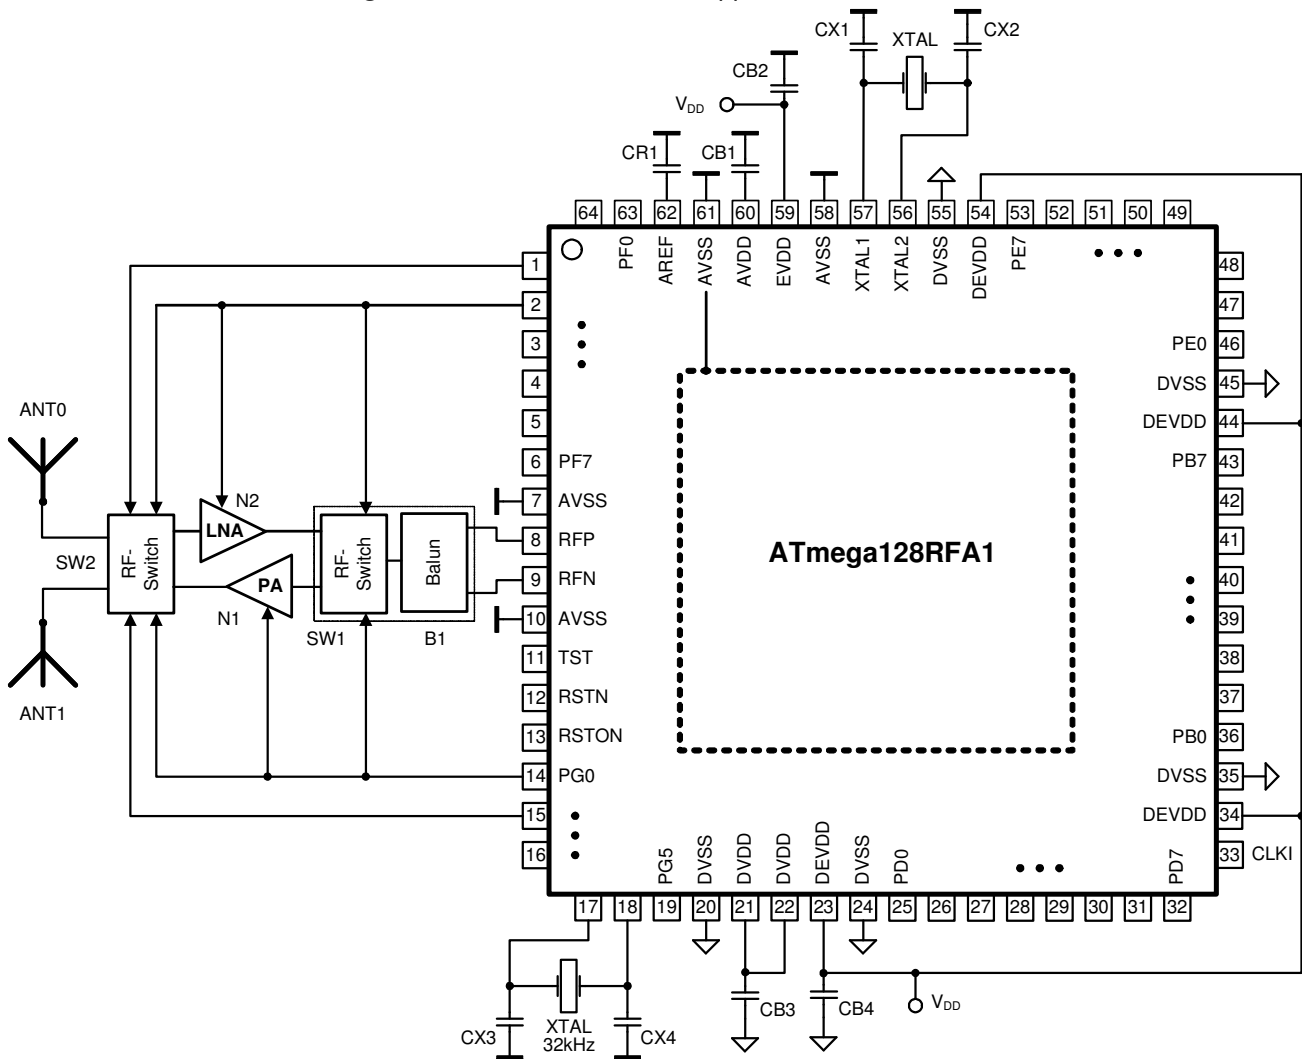 CX1
XTAL
CX2
CB2
VDD
CR1
CB1
64 63 62 61 60 59 58 57 56 55 54 53 52 51 50 49
PF0 AREF AVSS AVDD EVDD AVSS XTAL1 XTAL2 DVSS DEVDD PE7
1
2
3
4
5
6 PF7
7 AVSS
8 RFP
9 RFN
10 AVSS
11 TST
12 RSTN
13 RSTON
14 PG0
15
16
48
47
PE0 46
DVSS 45
DEVDD 44
PB7 43
42
41
40
39
38
37
PB0 36
DVSS 35
DEVDD 34
33 CLKI
ATmega128RFA1
ANT0
N2
LNA
SW2
RF-
Switch
PA
N1
RF-
Switch
Balun
SW1
B1
ANT1
PG5 DVSS DVDD DVDD DEVDD DVSS PD0 PD7
17 18 19 20 21 22 23 24 25 26 27 28 29 30 31 32
CX3
XTAL
32kHz
CX4
CB3
CB4
VDD